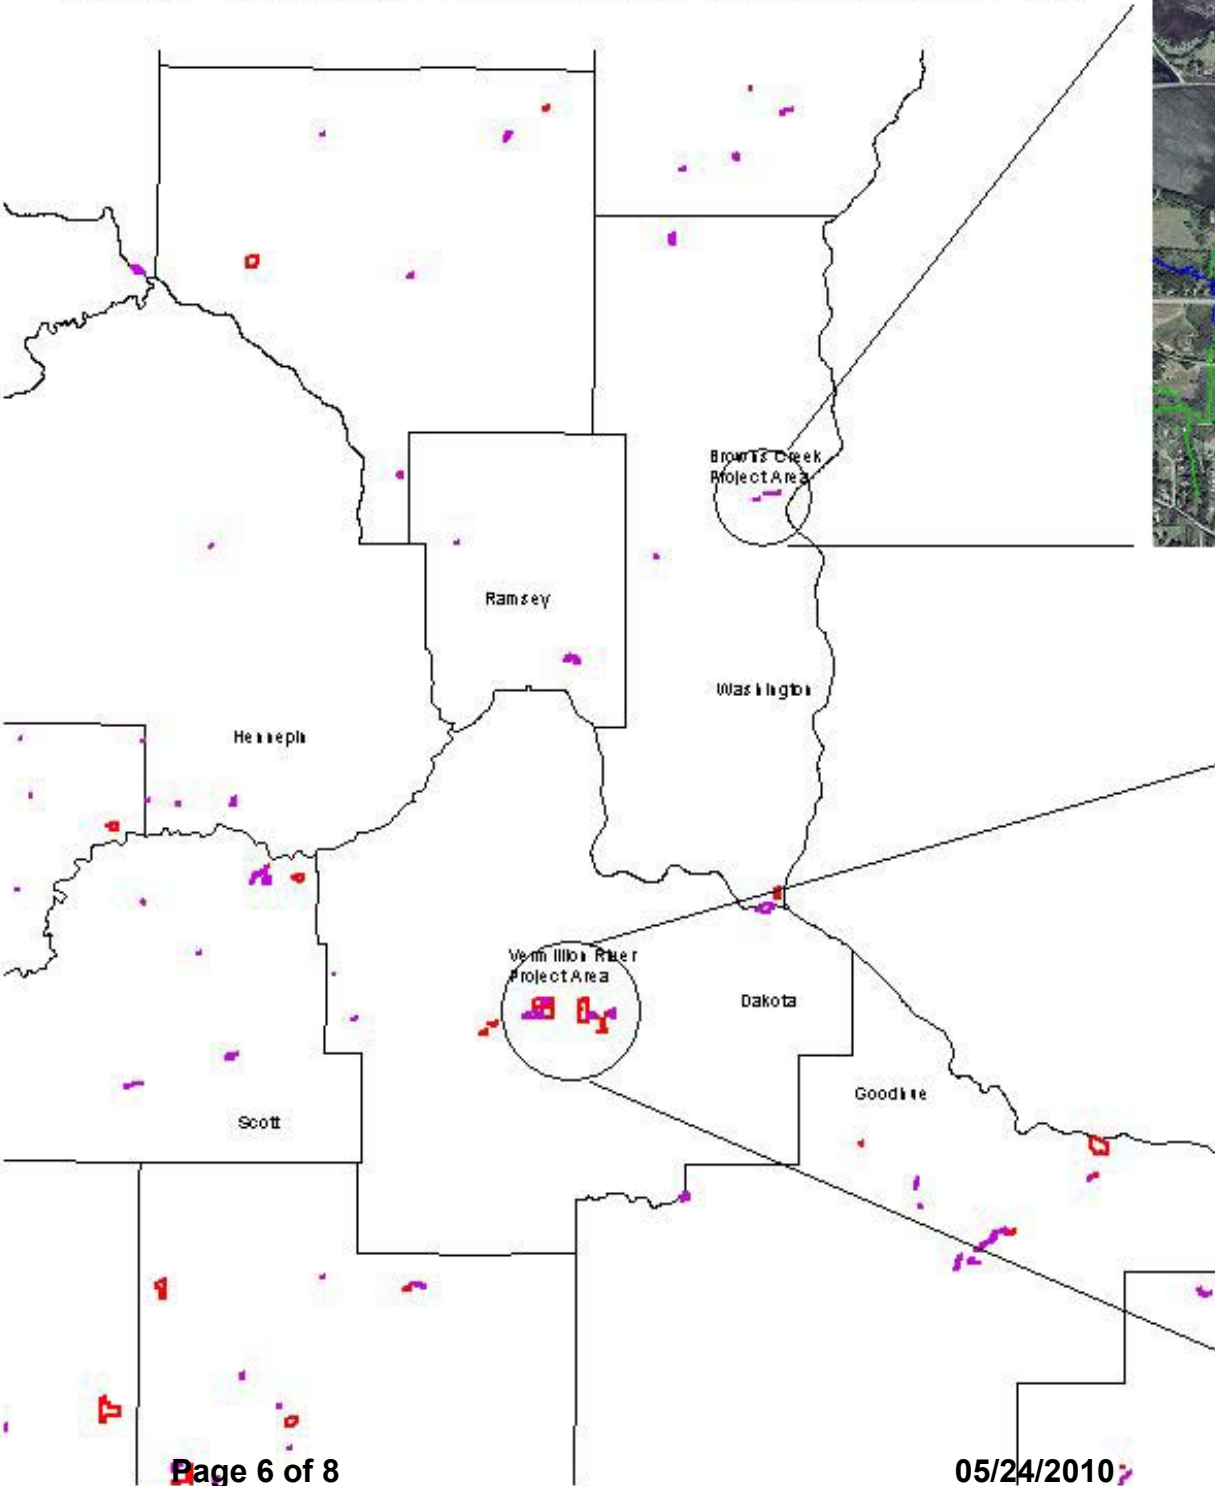 Browns Creek
Project Area
Ramsey
Washington
Hennepin
Vermillion River
Project Area
Dakota
Goodhue
Scott
Page 6 of 8
05/24/2010